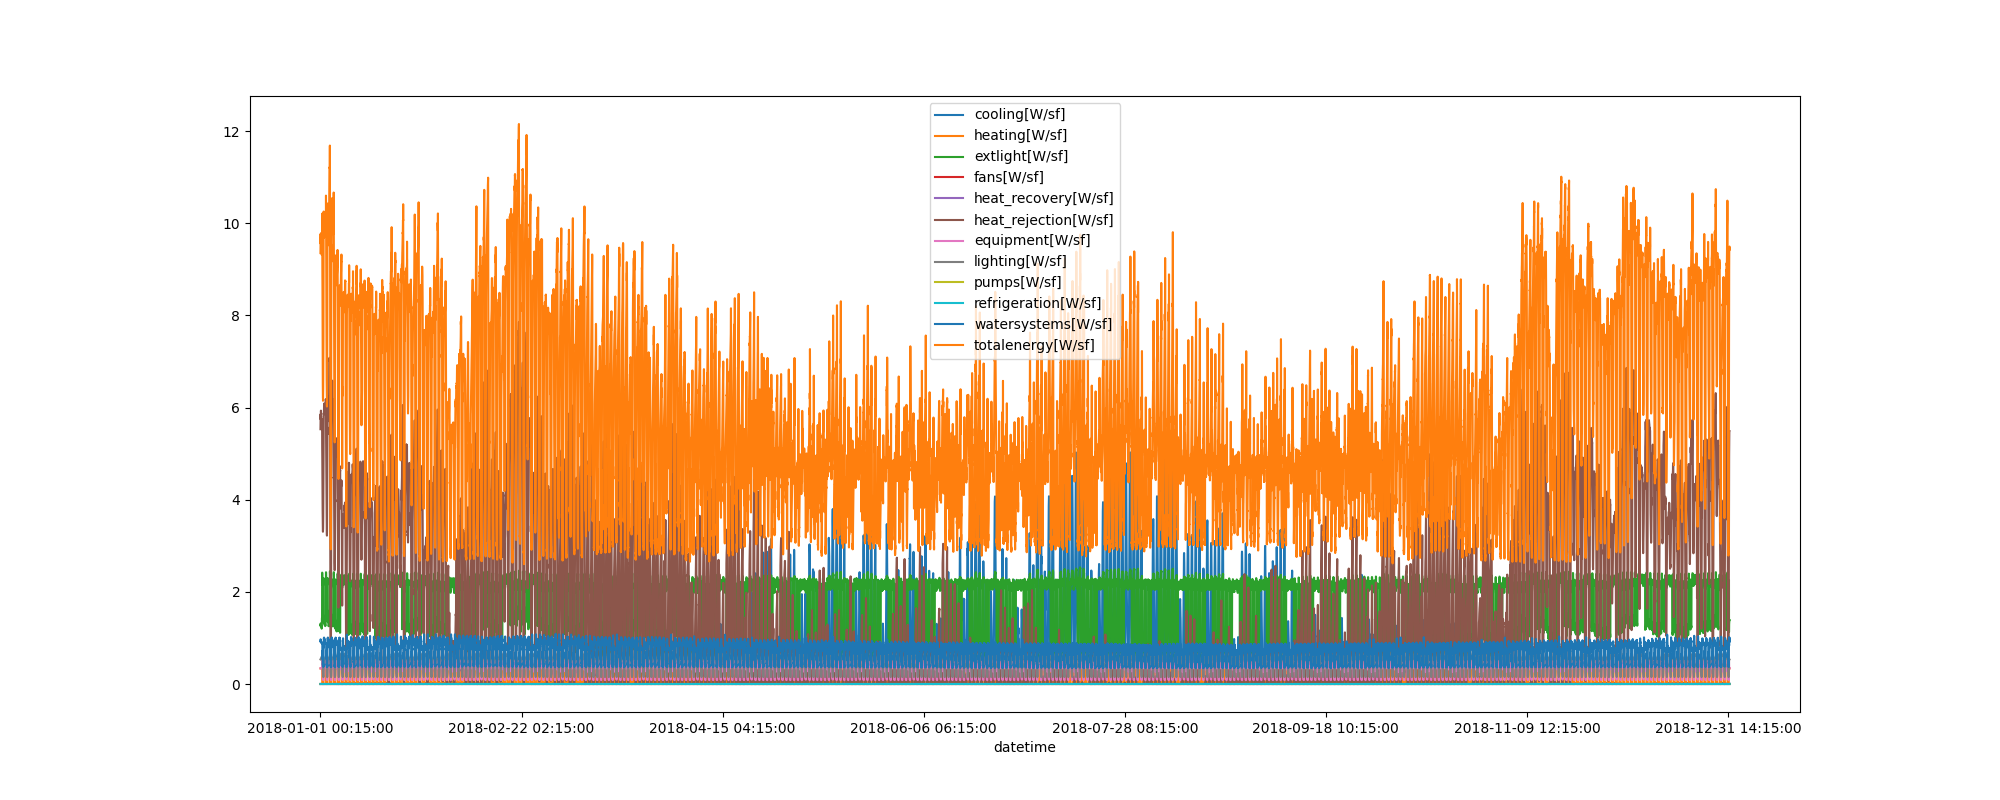 cooling[W/sf]
heating[W/sf]
extlight[W/sf]
fans[W/sf]
heat_recovery[W/sf]
heat_rejection[W/sf]
equipment[W/sf]
lighting[W/sf]
pumps[W/sf]
refrigeration[W/sf]
watersystems[W/sf]
totalenergy[W/sf]
12
10
8
6
4
2
0
2018-01-01 00:15:00 2018-02-22 02:15:00 2018-04-15 04:15:00 2018-06-06 06:15:00 2018-07-28 08:15:00 2018-09-18 10:15:00 2018-11-09 12:15:00 2018-12-31 14:15:00
datetime